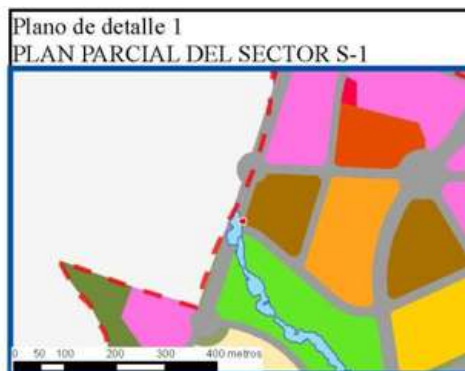 Plano de detalle 1
PLAN PARCIAL DEL SECTOR S-1
0 50 100 200 300 400 metros